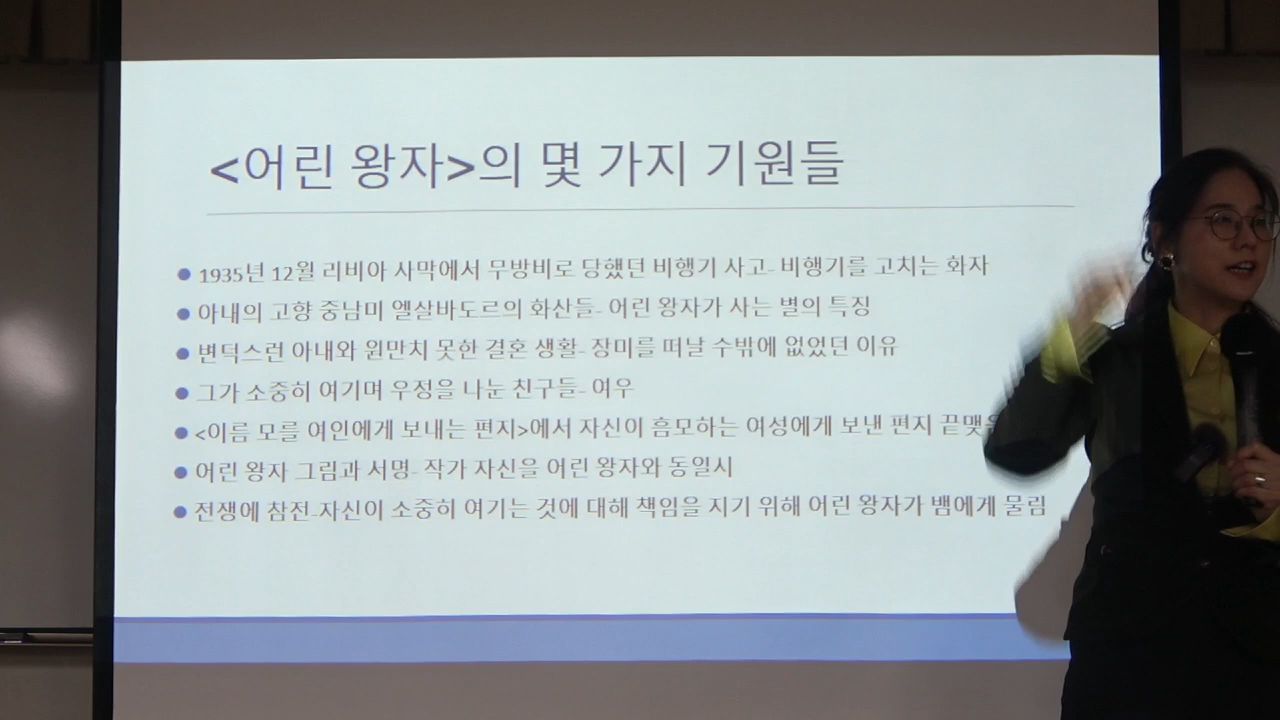 <어린 왕자>의 몇 가지 기원들
1935년 12월 리비아 사막에서 무방비로 당했던 비행기 사고- 비행기를 고치는 화자
아내의 고향 중남미 엘살바도르의 화산들- 어린 왕자가 사는 별의 특징
변덕스런 아내와 원만치 못한 결혼 생활- 장미를 떠날 수밖에 없었던 이유
그가 소중히 여기며 우정을 나눈 친구들- 여우
<이름 모를 여인에게 보내는 편지>에서 자신이 흠모하는 여성에게 보낸 편지
어린 왕자 그림과 서명- 작가 자신을 어린 왕자와 동일시
전쟁에 참전-자신이 소중히 여기는 것에 대해 책임을 지기 위해 어린 왕자가 뱀에게 물림